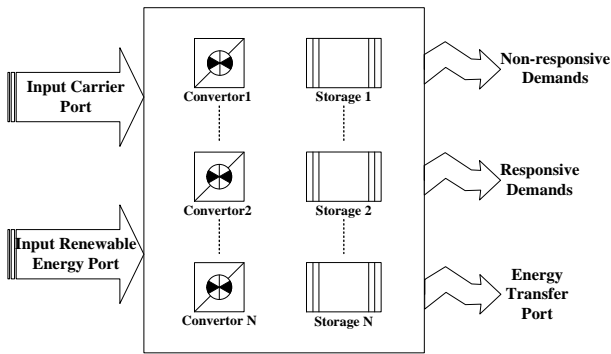 Input Carrier
Port
Input Renewable
Energy Port
Convertor1
Storage 1
Convertor2
Storage 2
Convertor N
Storage N
Non-responsive
Demands
Responsive
Demands
Energy
Transfer
Port